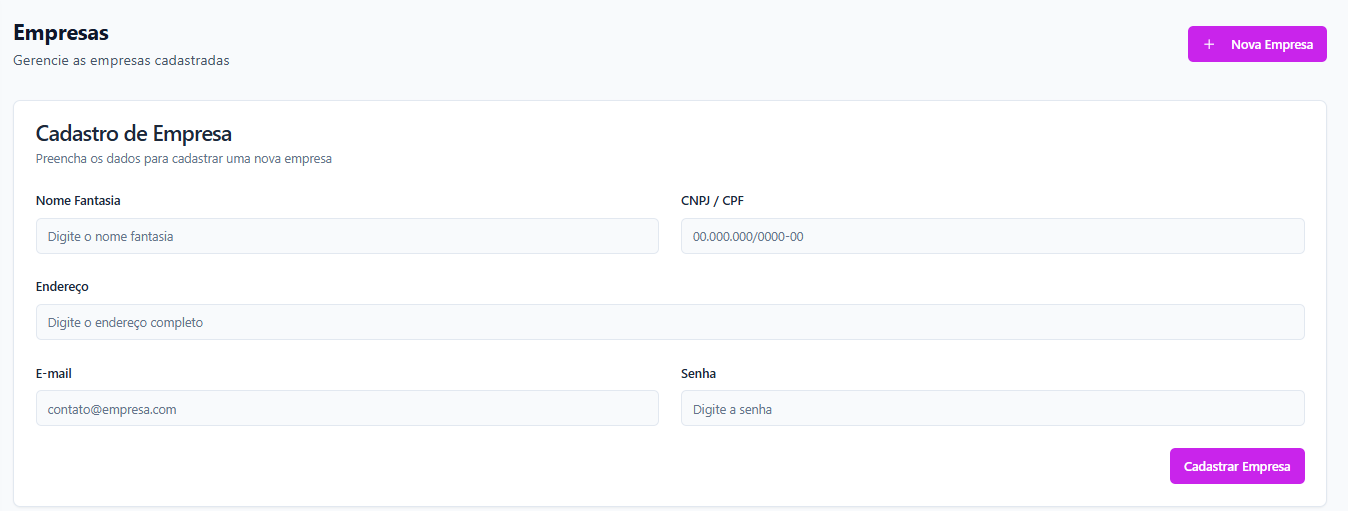 Empresas
Gerencie as empresas cadastradas
+ Nova Empresa
Cadastro de Empresa
Preencha os dados para cadastrar uma nova empresa
Nome Fantasia
CNPJ / CPF
Digite o nome fantasia
00.000.000/0000-00
Endereço
Digite o endereço completo
E-mail
Senha
contato@empresa.com
Digite a senha
Cadastrar Empresa